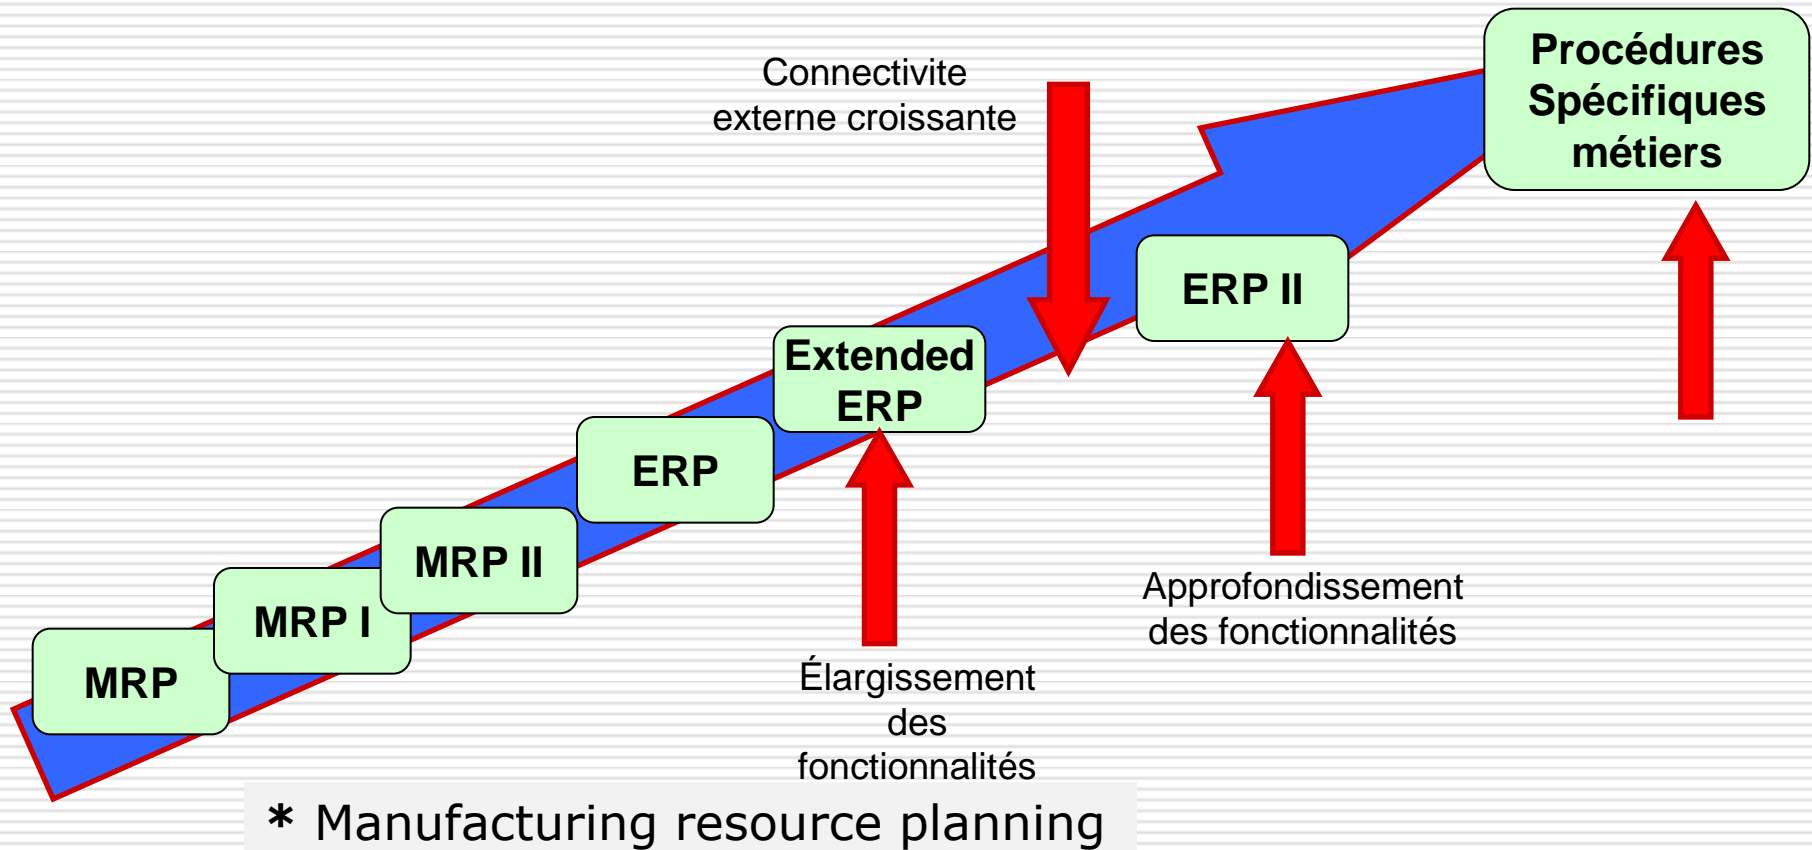 Procédures
Spécifiques
métiers
Connectivite
externe croissante
ERP II
Extended
ERP
ERP
MRP II
MRP I
MRP
Approfondissement
des fonctionnalités
Élargissement
des
fonctionnalités
* Manufacturing resource planning